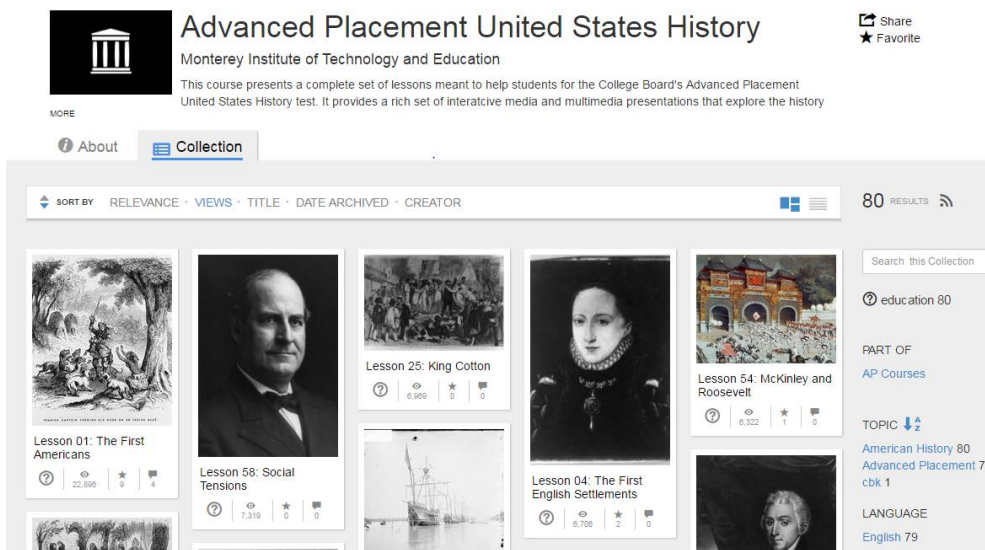 Advanced Placement United States History
Monterey Institute of Technology and Education
This course presents a complete set of lessons meant to help students for the College Board's Advanced Placement
United States History test. It provides a rich set of interatcive media and multimedia presentations that explore the history
MORE
Share
Favorite
About
Collection
SORT BY RELEVANCE · VIEWS · TITLE · DATE ARCHIVED · CREATOR
80 RESULTS
Search this Collection
education 80
PART OF
AP Courses
TOPIC
American History 80
Advanced Placement 7
cbk 1
LANGUAGE
English 79
Lesson 01: The First
Americans
22,896 9 4
Lesson 58: Social
Tensions
7,319 0 0
Lesson 25: King Cotton
6,969 0 0
Lesson 04: The First
English Settlements
6,706 2 0
Lesson 54: McKinley and
Roosevelt
6,322 1 0